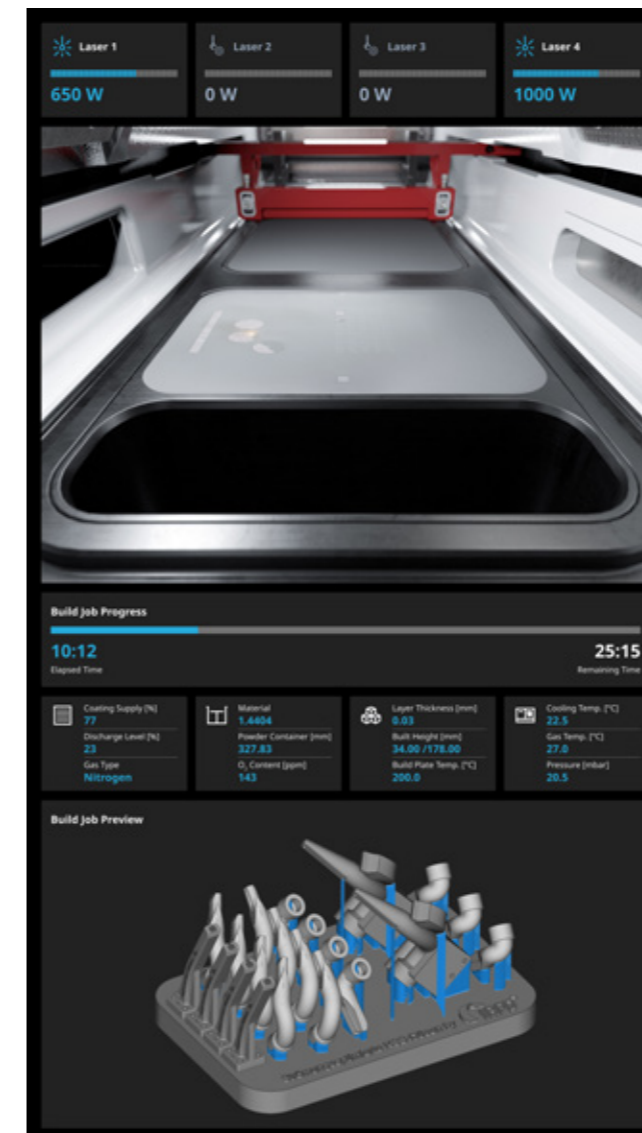 Laser 1
Laser 2
Laser 3
Laser 4
650 W
0 W
0 W
1000 W
Build Job Progress
10:12
25:15
Elapsed Time
Remaining Time
Coating Supply [%]
77
Discharge Level [%]
23
Gas Type
Nitrogen
Material
1.4404
Powder Container [mm]
327.83
O₂ Content [ppm]
143
Layer Thickness [mm]
0.03
Built Height [mm]
34.00 /178.00
Build Plate Temp. [°C]
200.0
Cooling Temp. [°C]
22.5
Gas Temp. [°C]
27.0
Pressure [mbar]
20.5
Build Job Preview